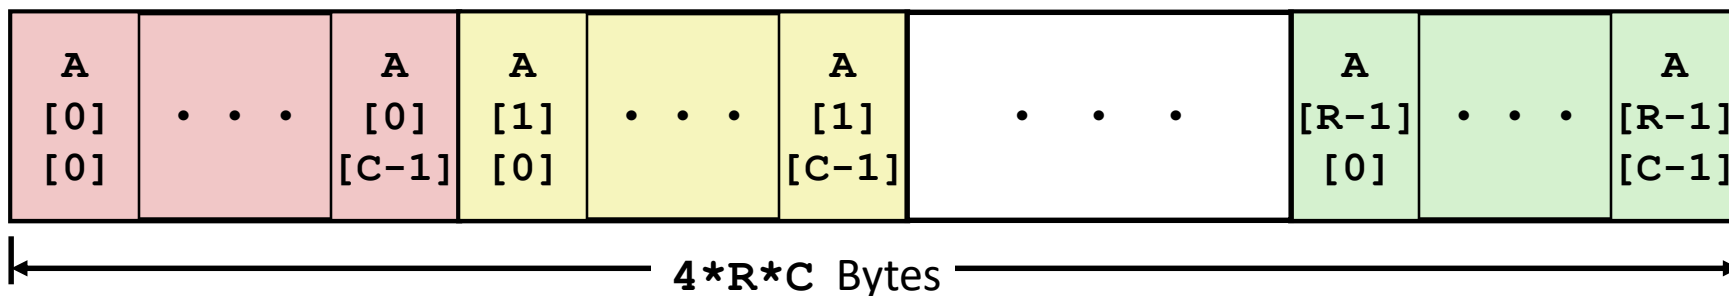 A A A A A A
[0] • • • [0] [1] • • • [1] • • • [R-1] • • • [R-1]
[0] [C-1] [0] [C-1] [0] [C-1]
4*R*C Bytes